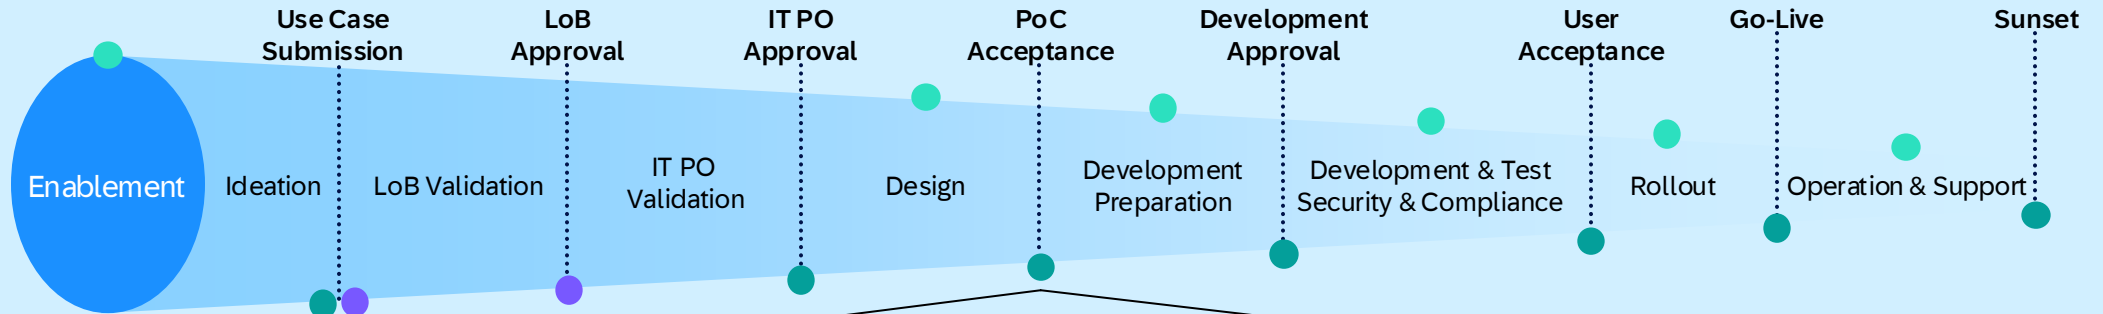 Use Case
Submission
LoB
Approval
IT PO
Approval
PoC
Acceptance
Development
Approval
User
Acceptance
Go-Live
Sunset
Enablement
Ideation
LoB Validation
IT PO
Validation
Design
Development
Preparation
Development & Test
Security & Compliance
Rollout
Operation & Support